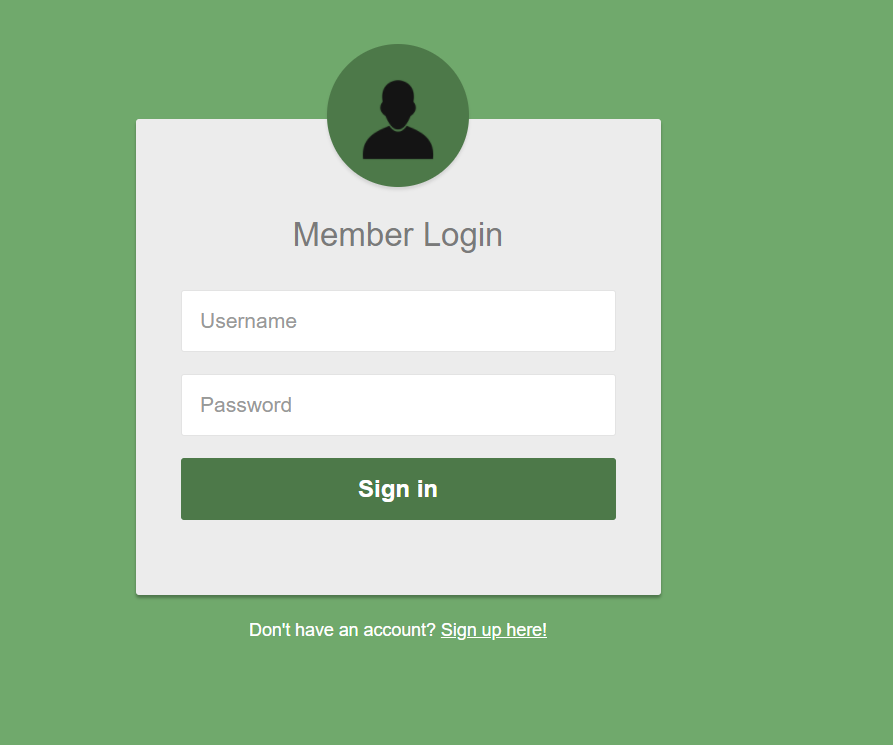 Member Login
Username
Password
Sign in
Don't have an account? Sign up here!